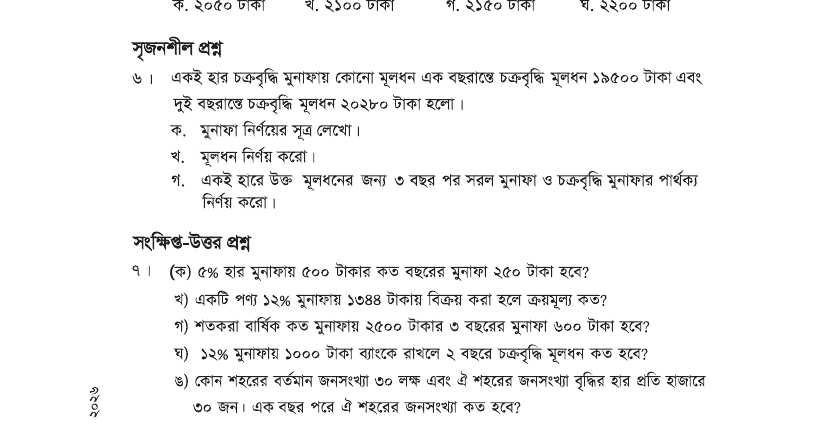 ক. ২০৫০ টাকা খ. ২১০০ টাকা গ. ২১৫০ টাকা ঘ. ২২০০ টাকা
সৃজনশীল প্রশ্ন
৬। একই হার চক্রবৃদ্ধি মুনাফায় কোনো মূলধন এক বছরান্তে চক্রবৃদ্ধি মূলধন ১৯৫০০ টাকা এবং
দুই বছরান্তে চক্রবৃদ্ধি মূলধন ২০২৮০ টাকা হলো।
ক. মুনাফা নির্ণয়ের সূত্র লেখো।
খ. মূলধন নির্ণয় করো।
গ. একই হারে উক্ত মূলধনের জন্য ৩ বছর পর সরল মুনাফা ও চক্রবৃদ্ধি মুনাফার পার্থক্য
নির্ণয় করো।
সংক্ষিপ্ত-উত্তর প্রশ্ন
৭। (ক) ৫% হার মুনাফায় ৫০০ টাকার কত বছরের মুনাফা ২৫০ টাকা হবে?
খ) একটি পণ্য ১২% মুনাফায় ১৩৪৪ টাকায় বিক্রয় করা হলে ক্রয়মূল্য কত?
গ) শতকরা বার্ষিক কত মুনাফায় ২৫০০ টাকার ৩ বছরের মুনাফা ৬০০ টাকা হবে?
ঘ) ১২% মুনাফায় ১০০০ টাকা ব্যাংকে রাখলে ২ বছরে চক্রবৃদ্ধি মূলধন কত হবে?
ঙ) কোন শহরের বর্তমান জনসংখ্যা ৩০ লক্ষ এবং ঐ শহরের জনসংখ্যা বৃদ্ধির হার প্রতি হাজারে
৩০ জন। এক বছর পরে ঐ শহরের জনসংখ্যা কত হবে?
২০২৬